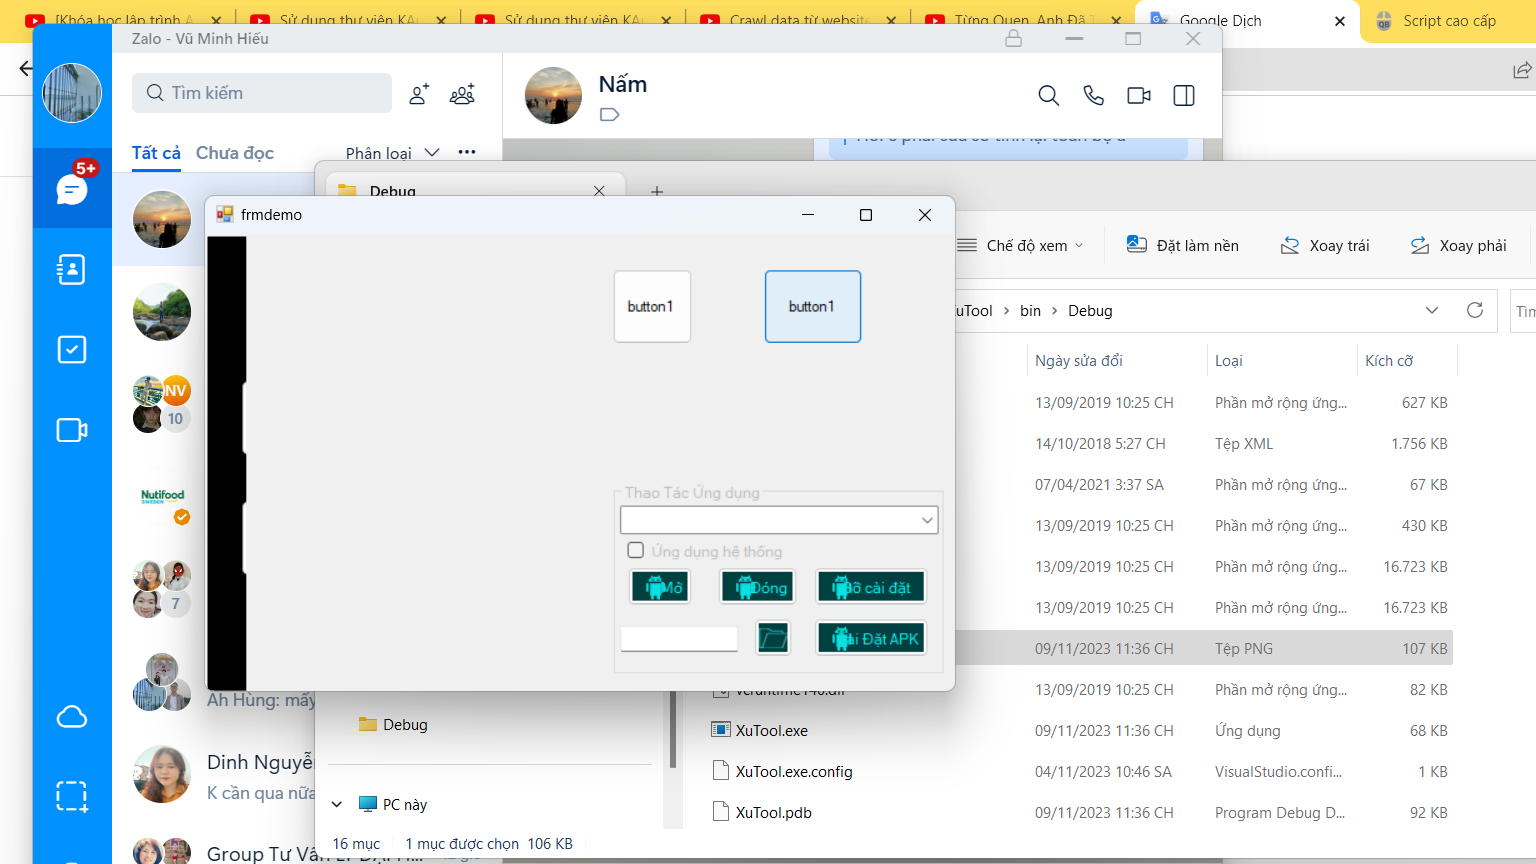 [Khóa học lập trình A
Sử dụng thư viện KAu
Sử dụng thư viện KAu
Crawl data từ website
Từng Quen, Anh Đã T
Google Dịch
Script cao cấp
Zalo - Vũ Minh Hiếu
Tìm kiếm
Nấm
Tất cả
Chưa đọc
Phân loại
5+
NV
10
Nutifood
SWEDEN
7
Ah Hùng: mấy
Dinh Nguyễn
K cần qua nữa
Group Tư Vấn
Debug
Chế độ xem
Đặt làm nền
Xoay trái
Xoay phải
XuTool
bin
Debug
Tìm
Ngày sửa đổi
Loại
Kích cỡ
13/09/2019 10:25 CH
Phần mở rộng ứng...
627 KB
14/10/2018 5:27 CH
Tệp XML
1.756 KB
07/04/2021 3:37 SA
Phần mở rộng ứng...
67 KB
13/09/2019 10:25 CH
Phần mở rộng ứng...
430 KB
13/09/2019 10:25 CH
Phần mở rộng ứng...
16.723 KB
13/09/2019 10:25 CH
Phần mở rộng ứng...
16.723 KB
09/11/2023 11:36 CH
Tệp PNG
107 KB
13/09/2019 10:25 CH
Phần mở rộng ứng...
82 KB
XuTool.exe
09/11/2023 11:36 CH
Ứng dụng
68 KB
XuTool.exe.config
04/11/2023 10:46 SA
VisualStudio.confi...
1 KB
XuTool.pdb
09/11/2023 11:36 CH
Program Debug D...
92 KB
Debug
PC này
16 mục
1 mục được chọn 106 KB
frmdemo
button1
button1
Thao Tác Ứng dụng
Ứng dụng hệ thống
Mở
Đóng
Bỏ cài đặt
Cài Đặt APK